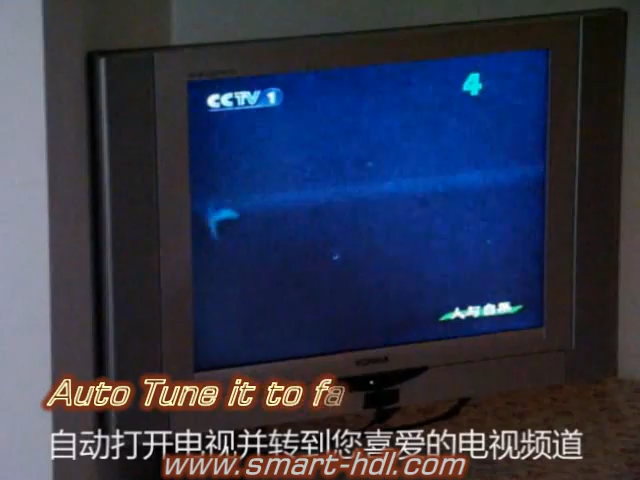 CCTV 1
4
人与自然
KONKA
Auto Tune it to fa
自动打开电视并转到您喜爱的电视频道
www.smart-hdl.com